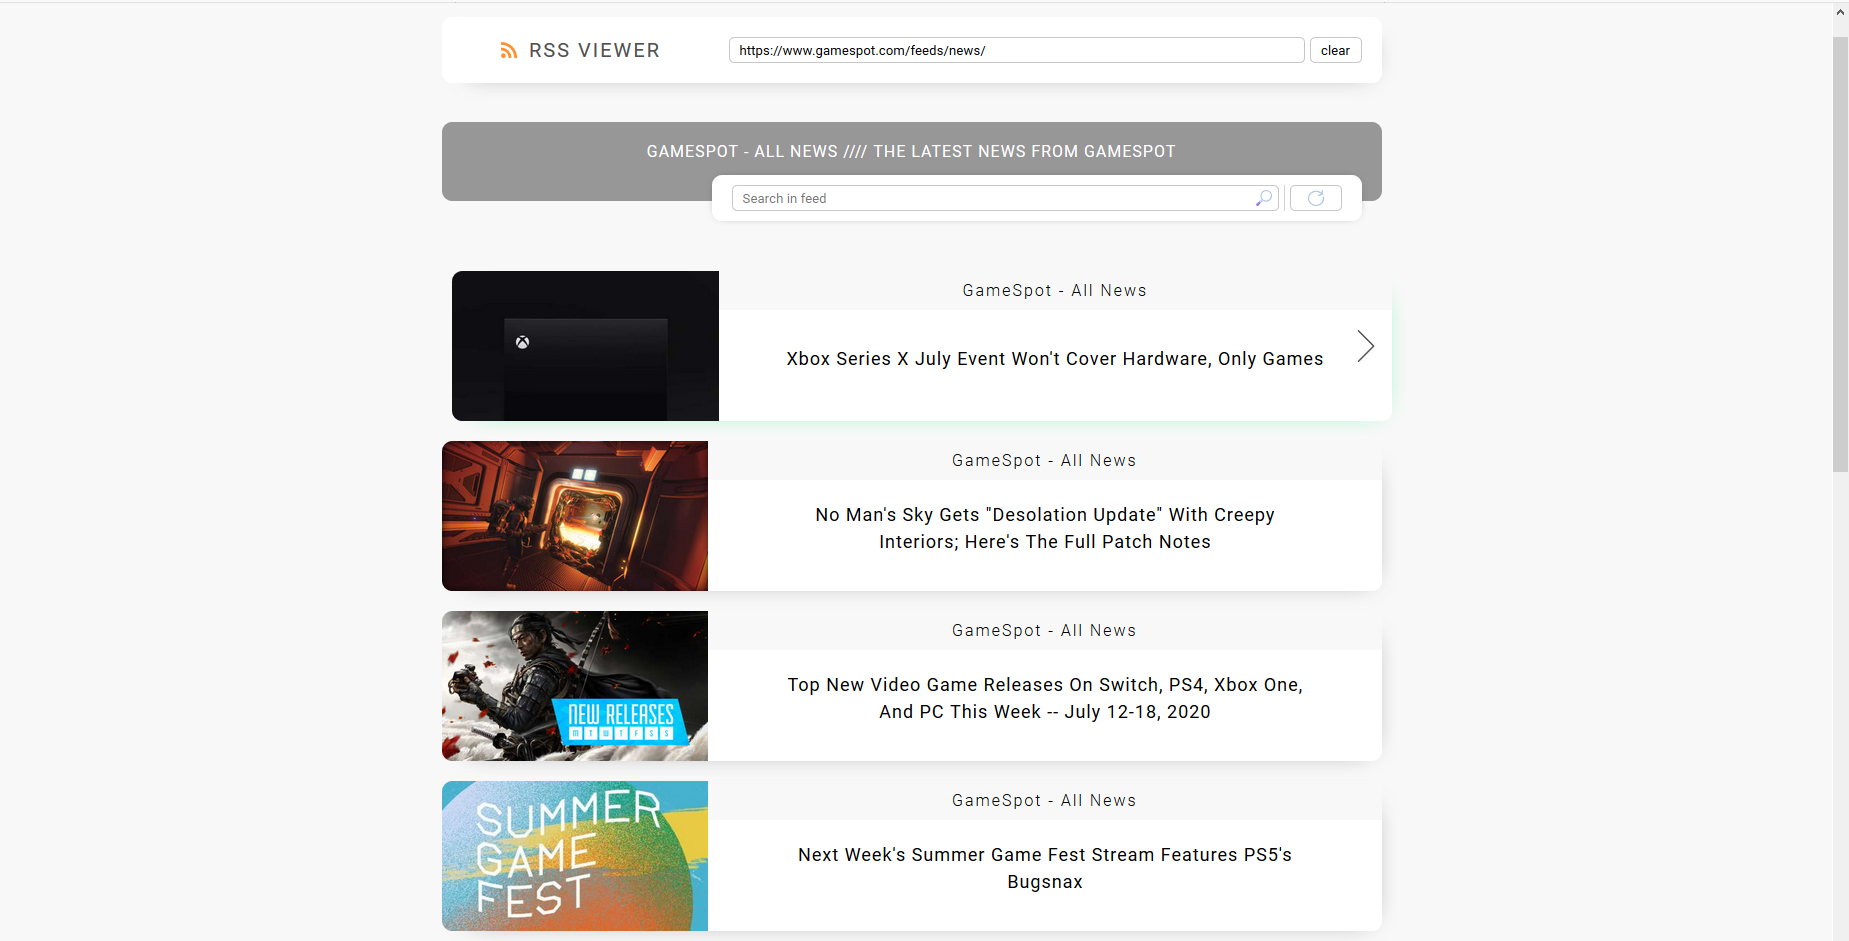 RSS VIEWER
https://www.gamespot.com/feeds/news/
clear
GAMESPOT - ALL NEWS //// THE LATEST NEWS FROM GAMESPOT
Search in feed
GameSpot - All News
Xbox Series X July Event Won't Cover Hardware, Only Games
GameSpot - All News
No Man's Sky Gets "Desolation Update" With Creepy
Interiors; Here's The Full Patch Notes
GameSpot - All News
Top New Video Game Releases On Switch, PS4, Xbox One,
And PC This Week -- July 12-18, 2020
NEW RELEASES
M T W T F S S
GameSpot - All News
Next Week's Summer Game Fest Stream Features PS5's
Bugsnax
SUMMER
GAME
FEST